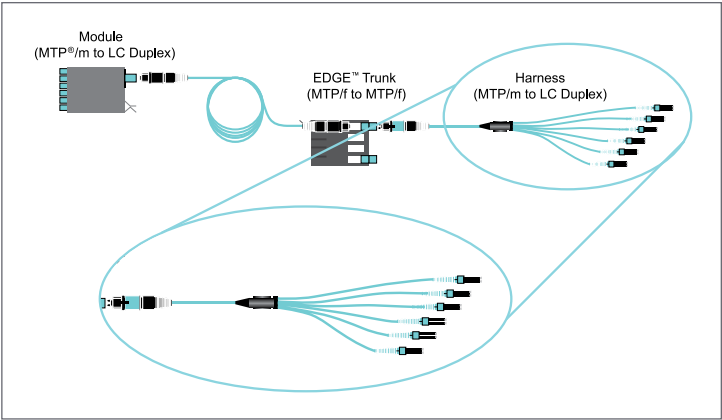 Module
(MTP®/m to LC Duplex)
EDGE™ Trunk
(MTP/f to MTP/f)
Harness
(MTP/m to LC Duplex)